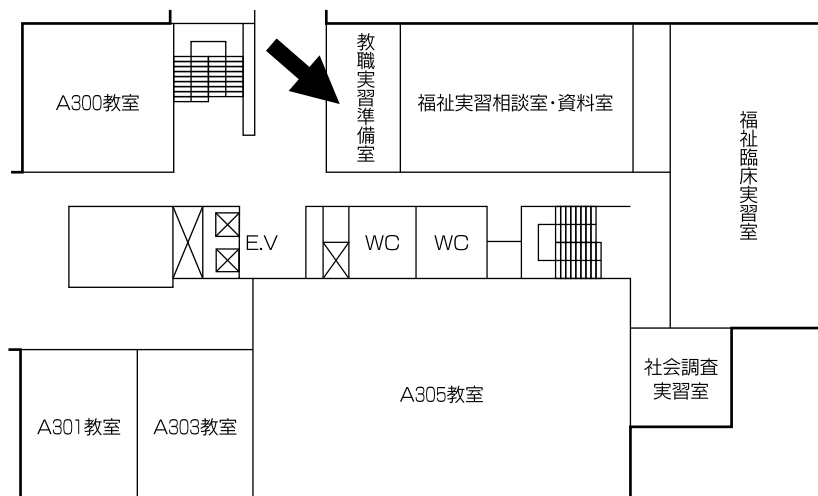 A300教室
教職実習準備室
福祉実習相談室・資料室
福祉臨床実習室
E.V
WC
WC
A301教室
A303教室
A305教室
社会調査
実習室